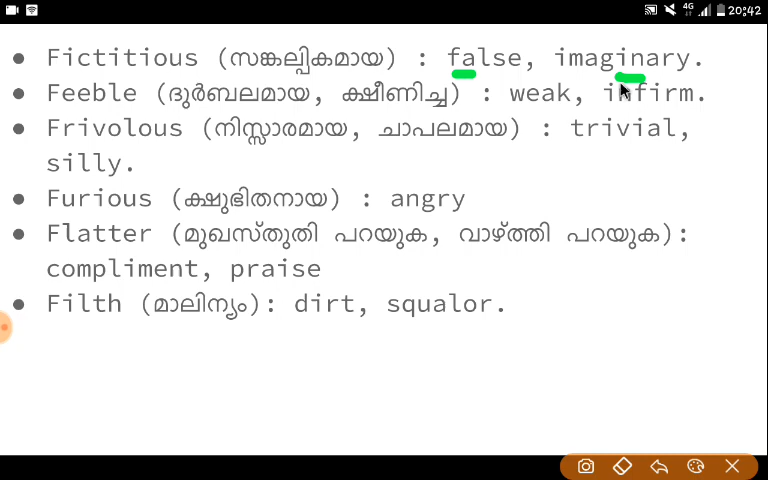 4G
20:42
● Fictitious (സങ്കല്പികമായ) : false, imaginary.
● Feeble (ദുർബലമായ, ക്ഷീണിച്ച) : weak, infirm.
● Frivolous (നിസ്സാരമായ, ചാപലമായ) : trivial,
silly.
● Furious (ക്ഷുഭിതനായ) : angry
● Flatter (മുഖസ്തുതി പറയുക, വാഴ്ത്തി പറയുക):
compliment, praise
● Filth (മാലിന്യം): dirt, squalor.